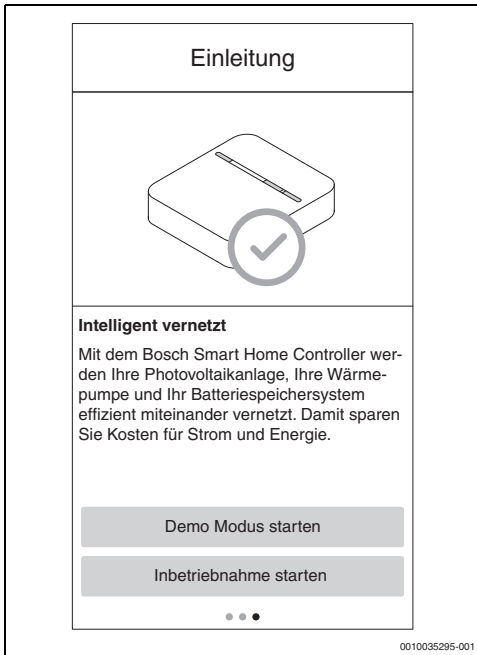 Einleitung
Intelligent vernetzt
Mit dem Bosch Smart Home Controller wer-
den Ihre Photovoltaikanlage, Ihre Wärme-
pumpe und Ihr Batteriespeichersystem
effizient miteinander vernetzt. Damit sparen
Sie Kosten für Strom und Energie.
Demo Modus starten
Inbetriebnahme starten
0010035295-001